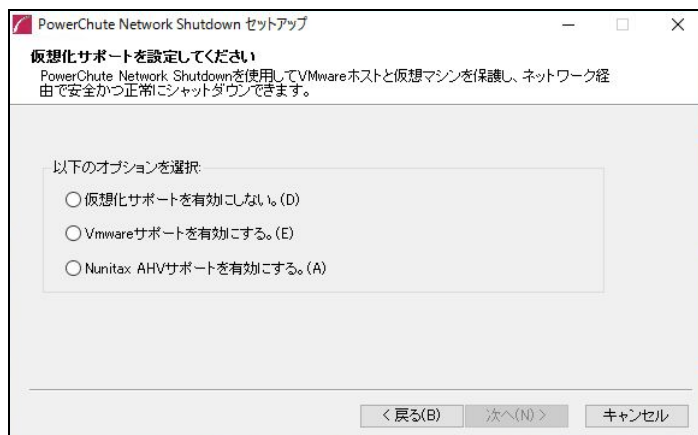 PowerChute Network Shutdown セットアップ
仮想化サポートを設定してください
PowerChute Network Shutdownを使用してVMwareホストと仮想マシンを保護し、ネットワーク経
由で安全かつ正常にシャットダウンできます。
以下のオプションを選択:
仮想化サポートを有効にしない。(D)
Vmwareサポートを有効にする。(E)
Nunitax AHVサポートを有効にする。(A)
< 戻る(B)
次へ(N) >
キャンセル